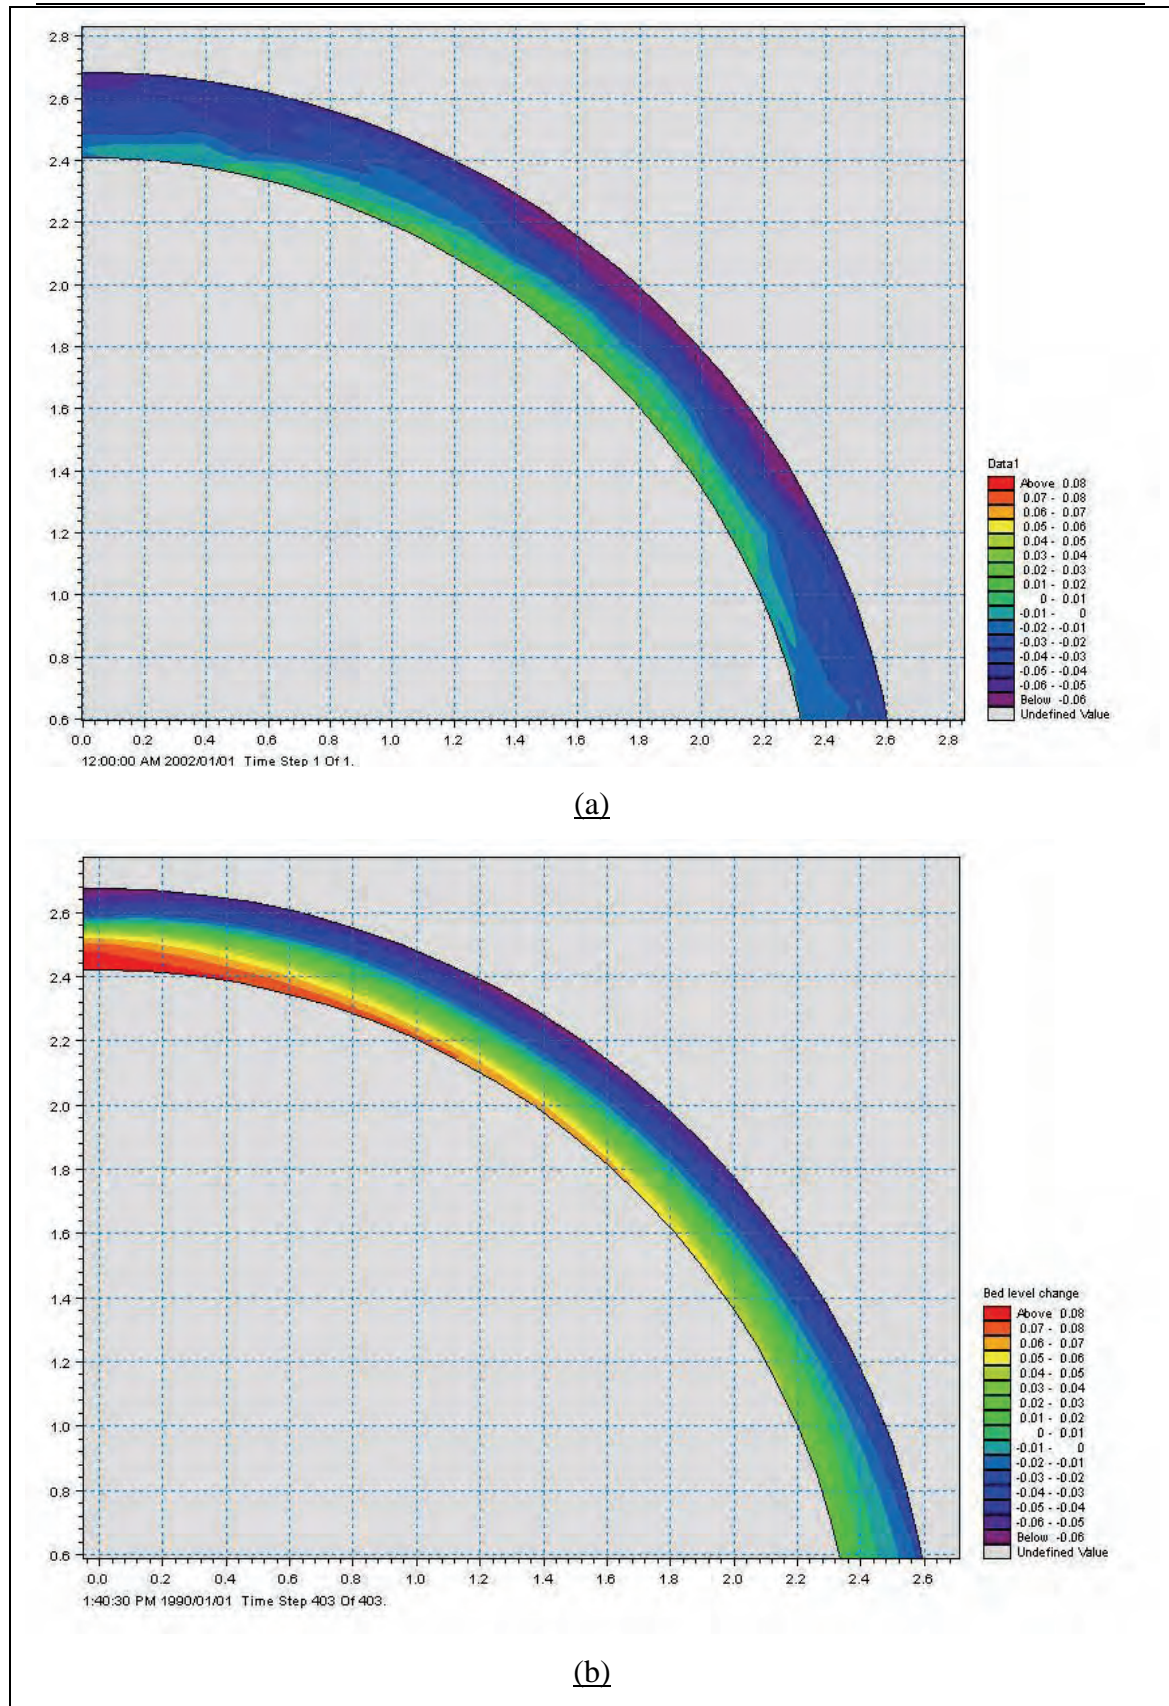 2.8
2.6
2.4
2.2
2.0
1.8
1.6
1.4
1.2
1.0
0.8
0.6
0.0 0.2 0.4 0.6 0.8 1.0 1.2 1.4 1.6 1.8 2.0 2.2 2.4 2.6 2.8
12:00:00 AM 2002/01/01 Time Step 1 Of 1.
Data1
Above 0.08
0.07 - 0.08
0.06 - 0.07
0.05 - 0.06
0.04 - 0.05
0.03 - 0.04
0.02 - 0.03
0.01 - 0.02
0 - 0.01
-0.01 - 0
-0.02 - -0.01
-0.03 - -0.02
-0.04 - -0.03
-0.05 - -0.04
-0.06 - -0.05
Below -0.06
Undefined Value
(a)
2.6
2.4
2.2
2.0
1.8
1.6
1.4
1.2
1.0
0.8
0.6
0.0 0.2 0.4 0.6 0.8 1.0 1.2 1.4 1.6 1.8 2.0 2.2 2.4 2.6
1:40:30 PM 1990/01/01 Time Step 403 Of 403.
Bed level change
Above 0.08
0.07 - 0.08
0.06 - 0.07
0.05 - 0.06
0.04 - 0.05
0.03 - 0.04
0.02 - 0.03
0.01 - 0.02
0 - 0.01
-0.01 - 0
-0.02 - -0.01
-0.03 - -0.02
-0.04 - -0.03
-0.05 - -0.04
-0.06 - -0.05
Below -0.06
Undefined Value
(b)